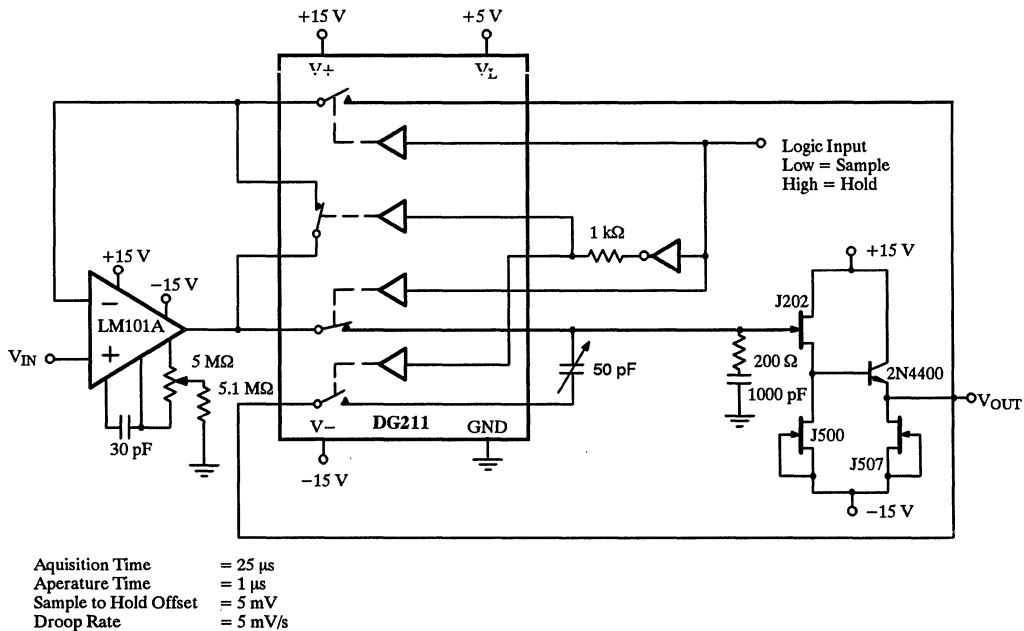 +15 V
+5 V
V+
VL
Logic Input
Low = Sample
High = Hold
1 kΩ
+15 V
+15 V
−15 V
J202
−
LM101A
+
VIN
5 MΩ
5.1 MΩ
30 pF
50 pF
200 Ω
1000 pF
2N4400
VOUT
V−
DG211
GND
J500
J507
−15 V
−15 V
Aquisition Time = 25 μs
Aperature Time = 1 μs
Sample to Hold Offset = 5 mV
Droop Rate = 5 mV/s